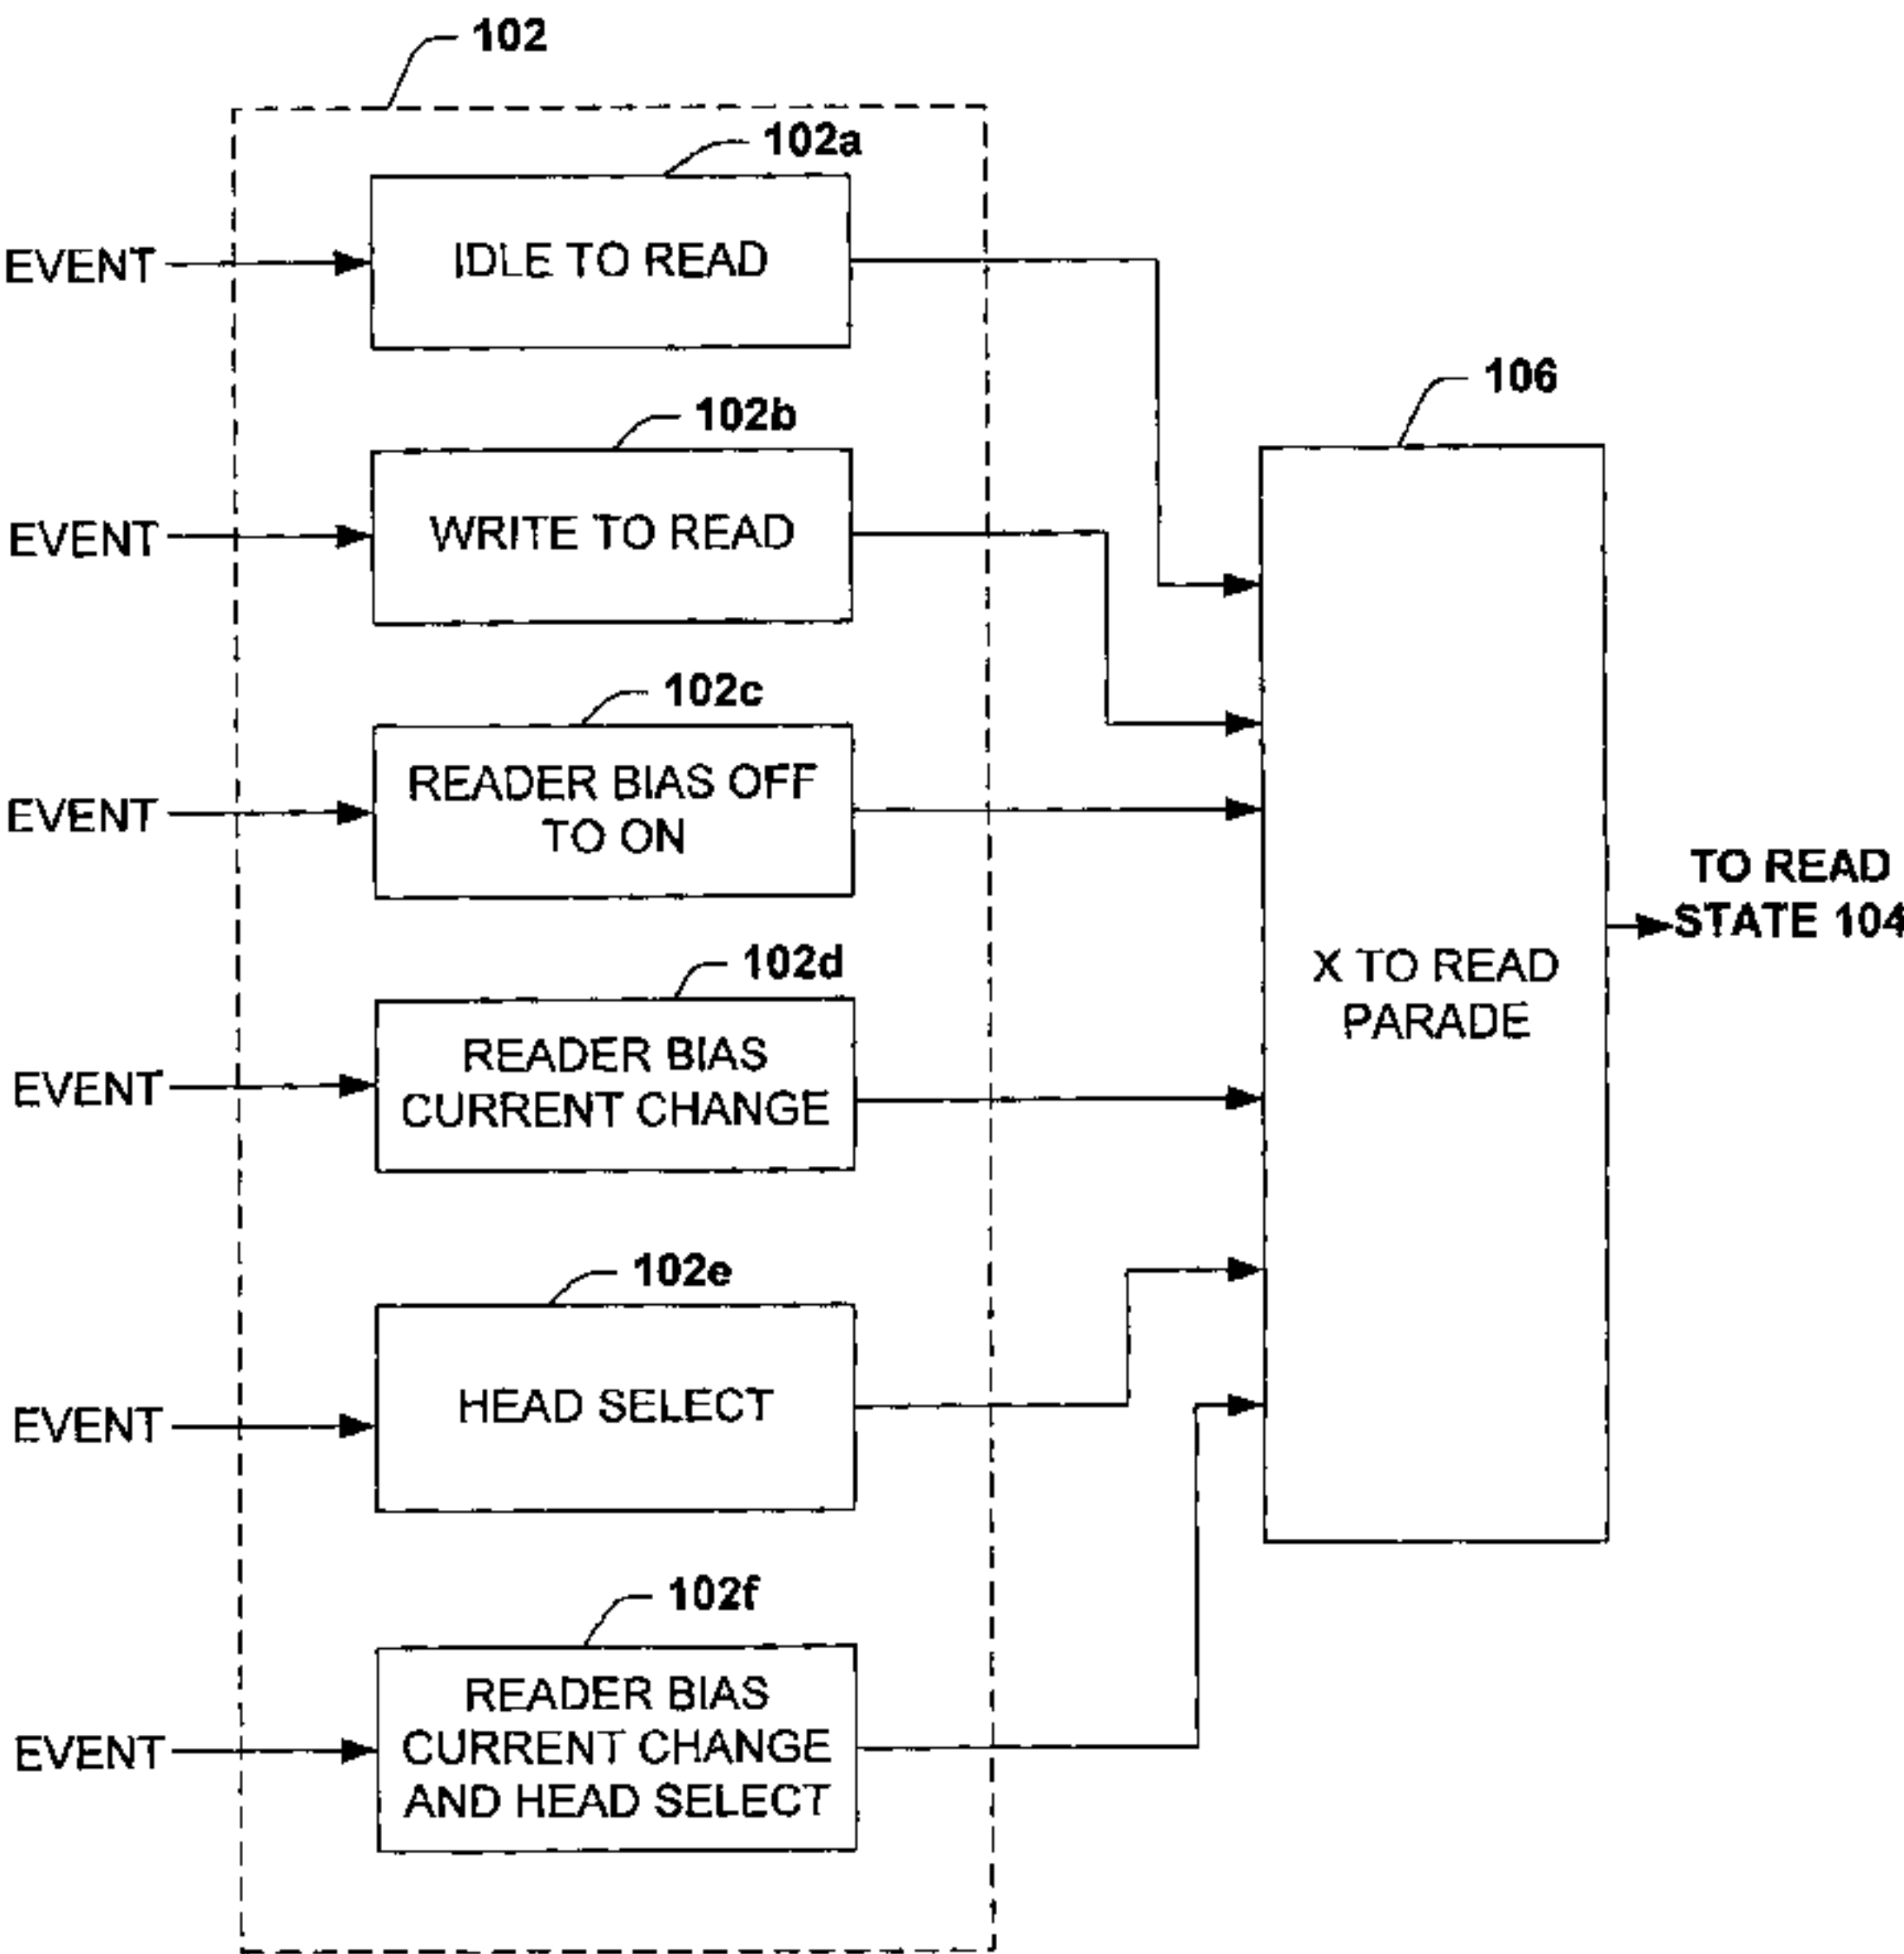 102
102a
EVENT
IDLE TO READ
106
102b
EVENT
WRITE TO READ
102c
EVENT
READER BIAS OFF
TO ON
TO READ
STATE 104
X TO READ
PARADE
102d
EVENT
READER BIAS
CURRENT CHANGE
102e
EVENT
HEAD SELECT
102f
EVENT
READER BIAS
CURRENT CHANGE
AND HEAD SELECT